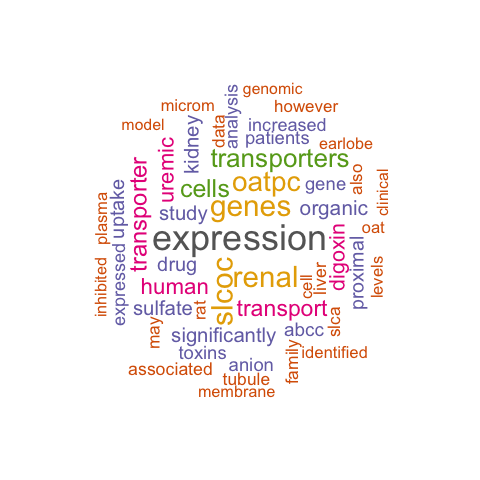 genomic
microm
however
model
data
analysis
increased
patients
kidney
earlobe
uremic
transporters
also
clinical
transporter
cells
oatpc
gene
plasma
uptake
study
genes
organic
oat
expression
inhibited
expressed
drug
slcoc
renal
digoxin
proximal
levels
human
cell
liver
sulfate
rat
transport
slca
may
significantly
abcc
toxins
anion
family
identified
associated
tubule
membrane